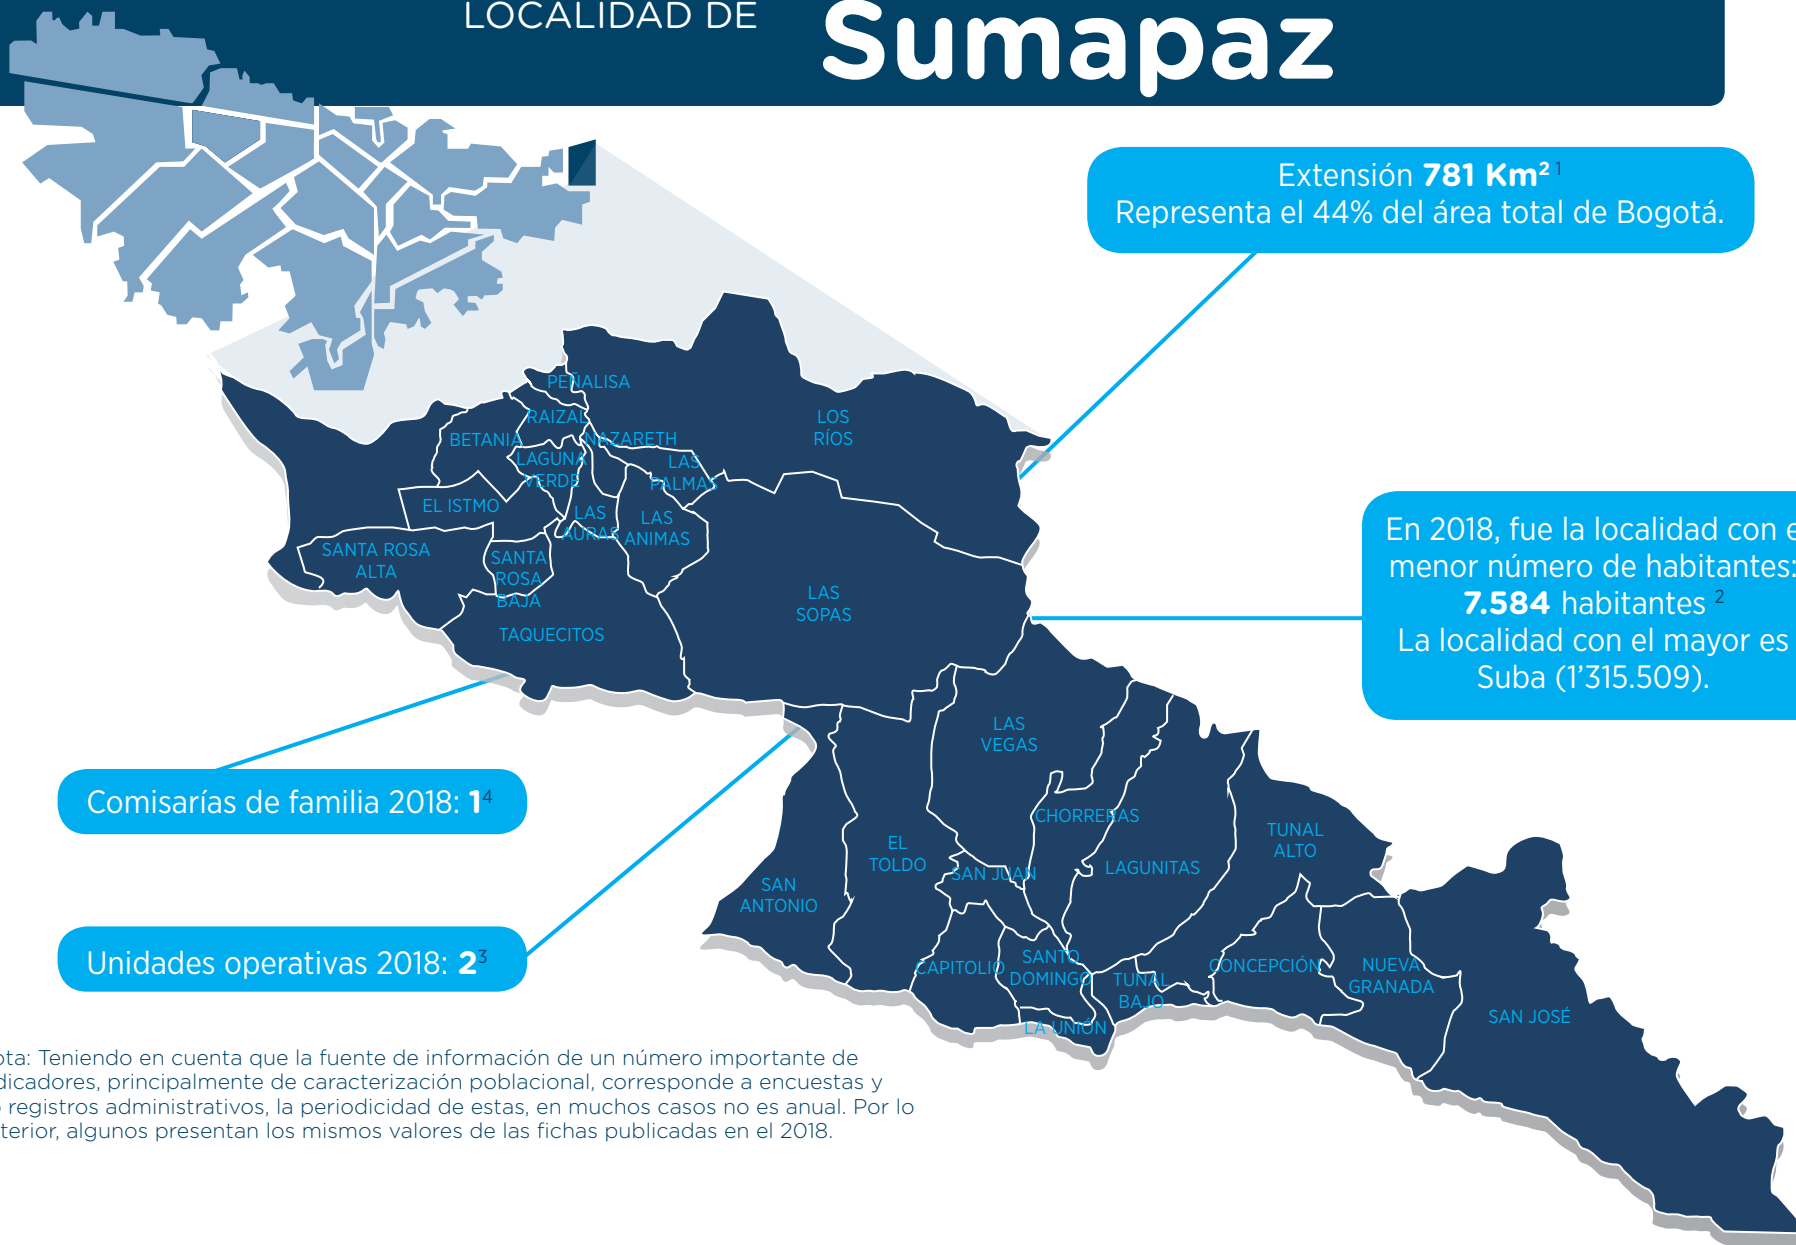 LOCALIDAD DE
Sumapaz
Extensión 781 Km² ¹
Representa el 44% del área total de Bogotá.
PEÑALISA
RAIZAL
BETANIA
NAZARETH
LOS
RÍOS
LAGUNA
VERDE
LAS
PALMAS
EL ISTMO
LAS
AURAS
LAS
ANIMAS
SANTA ROSA
ALTA
SANTA
ROSA
BAJA
TAQUECITOS
LAS
SOPAS
En 2018, fue la localidad con
menor número de habitantes:
7.584 habitantes ²
La localidad con el mayor es
Suba (1’315.509).
LAS
VEGAS
Comisarías de familia 2018: 1⁴
CHORRERAS
TUNAL
ALTO
EL
TOLDO
SAN JUAN
LAGUNITAS
SAN
ANTONIO
Unidades operativas 2018: 2³
CAPITOLIO
SANTO
DOMINGO
TUNAL
BAJO
CONCEPCIÓN
NUEVA
GRANADA
LA UNIÓN
SAN JOSÉ
ota: Teniendo en cuenta que la fuente de información de un número importante de
dicadores, principalmente de caracterización poblacional, corresponde a encuestas y
registros administrativos, la periodicidad de estas, en muchos casos no es anual. Por lo
terior, algunos presentan los mismos valores de las fichas publicadas en el 2018.